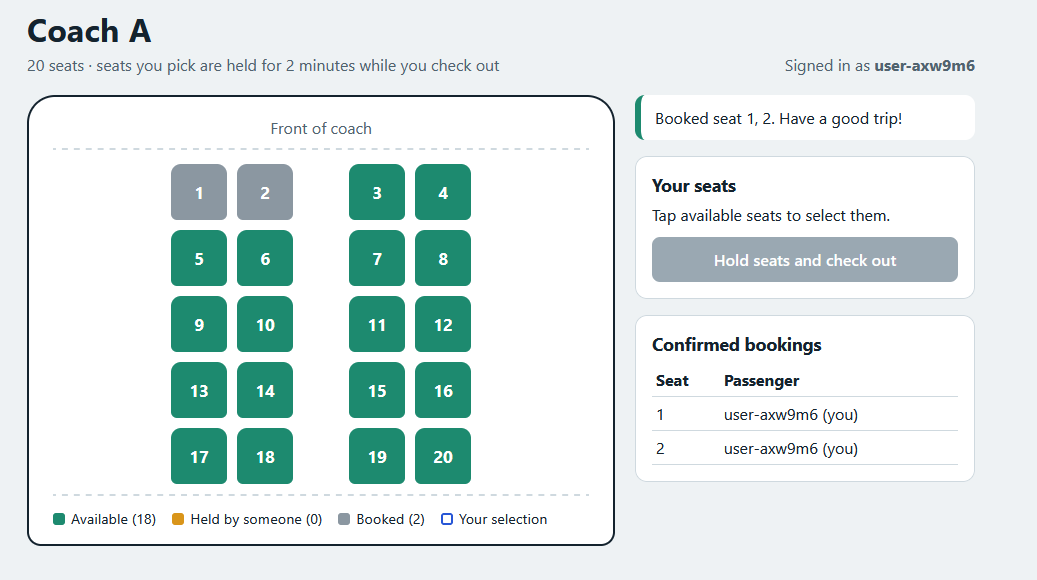 Coach A
20 seats · seats you pick are held for 2 minutes while you check out
Signed in as user-axw9m6
Front of coach
1 2 3 4
5 6 7 8
9 10 11 12
13 14 15 16
17 18 19 20
Available (18) Held by someone (0) Booked (2) Your selection
Booked seat 1, 2. Have a good trip!
Your seats
Tap available seats to select them.
Hold seats and check out
Confirmed bookings
Seat Passenger
1 user-axw9m6 (you)
2 user-axw9m6 (you)